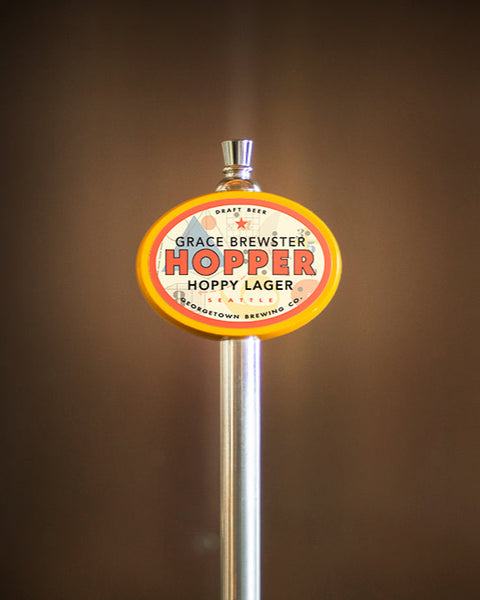 DRAFT BEER
GRACE BREWSTER
HOPPER
HOPPY LAGER
SEATTLE
GEORGETOWN BREWING CO.